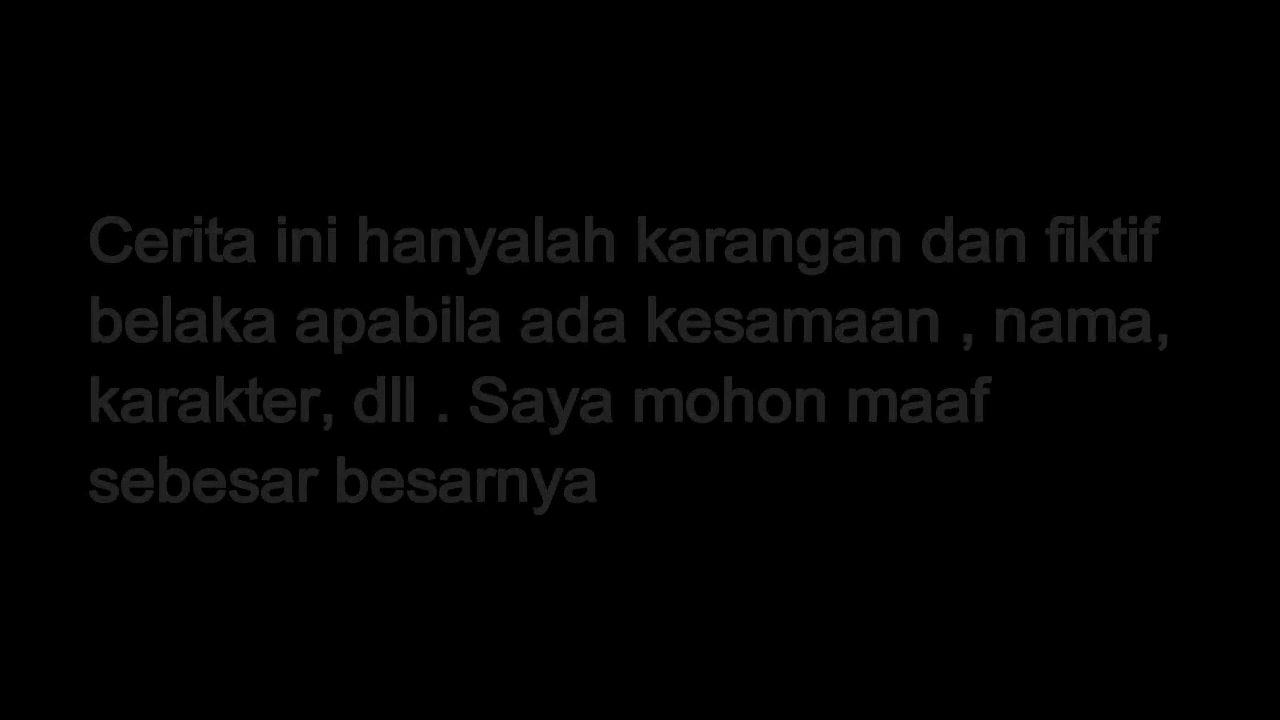 Cerita ini hanyalah karangan dan fiktif
belaka apabila ada kesamaan , nama,
karakter, dll . Saya mohon maaf
sebesar besarnya